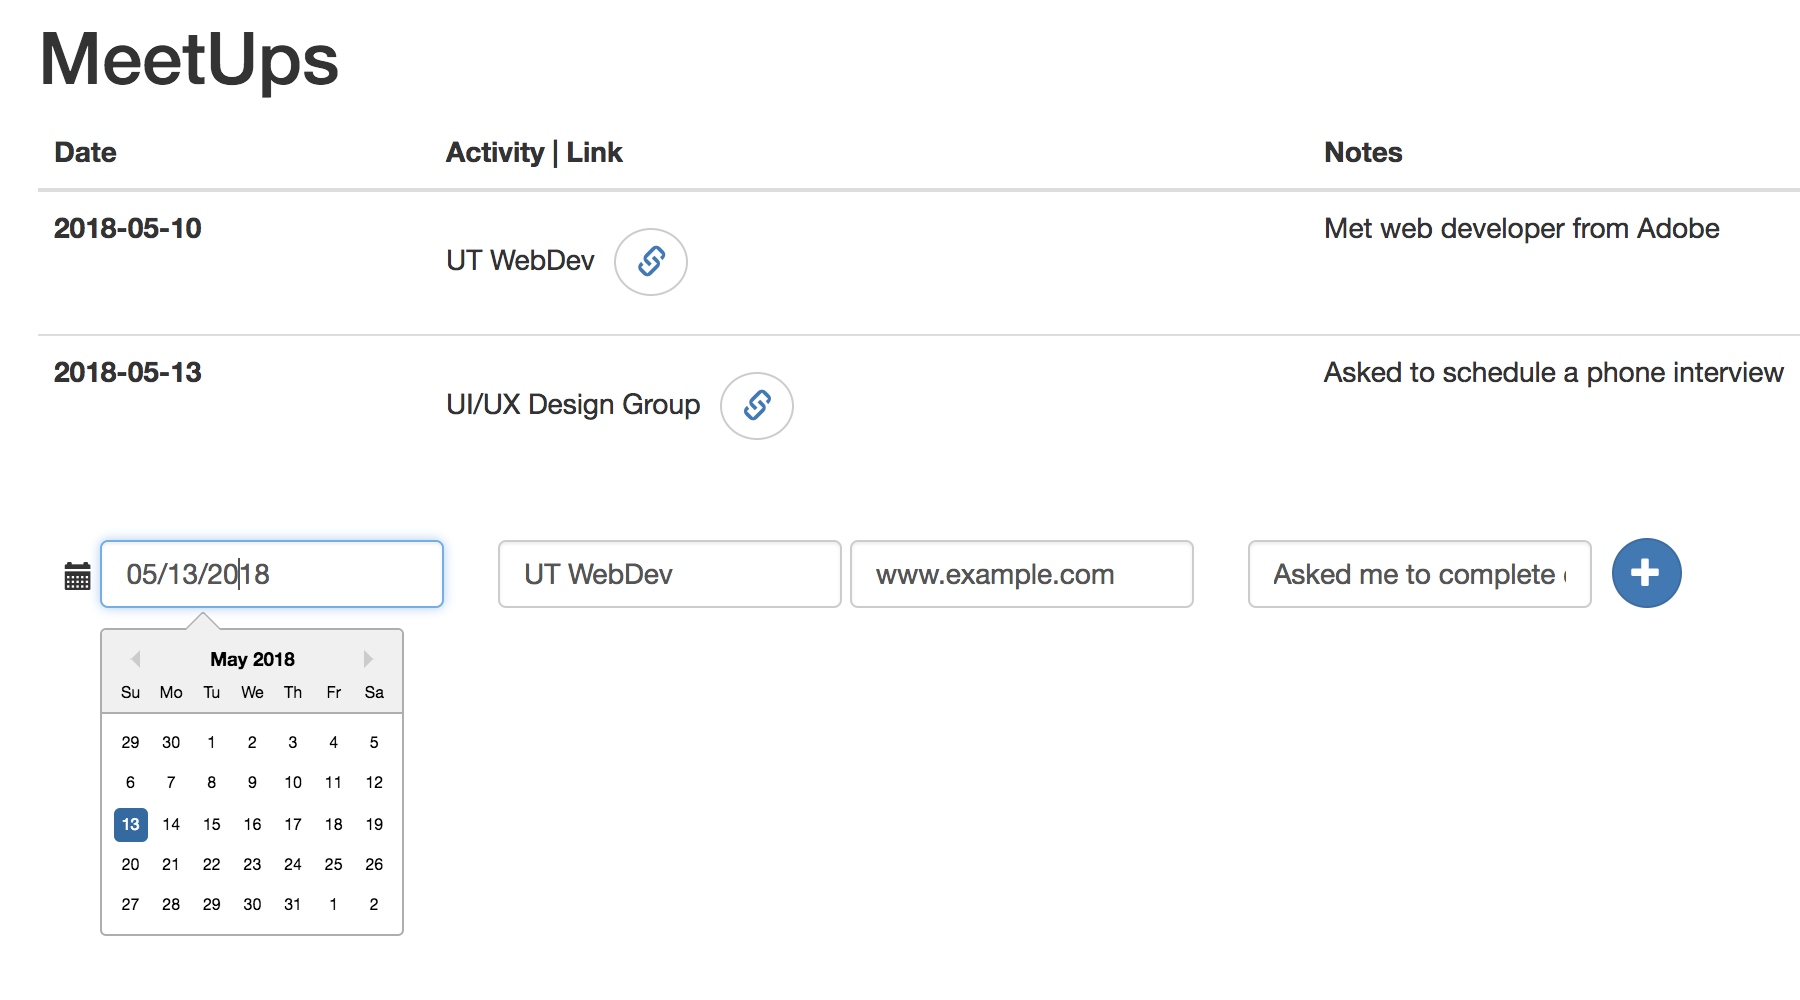 MeetUps
Date Activity | Link Notes
2018-05-10 Met web developer from Adobe
UT WebDev
2018-05-13 Asked to schedule a phone interview
UI/UX Design Group
05/13/2018 UT WebDev www.example.com Asked me to complete
May 2018
Su Mo Tu We Th Fr Sa
29 30 1 2 3 4 5
6 7 8 9 10 11 12
13 14 15 16 17 18 19
20 21 22 23 24 25 26
27 28 29 30 31 1 2